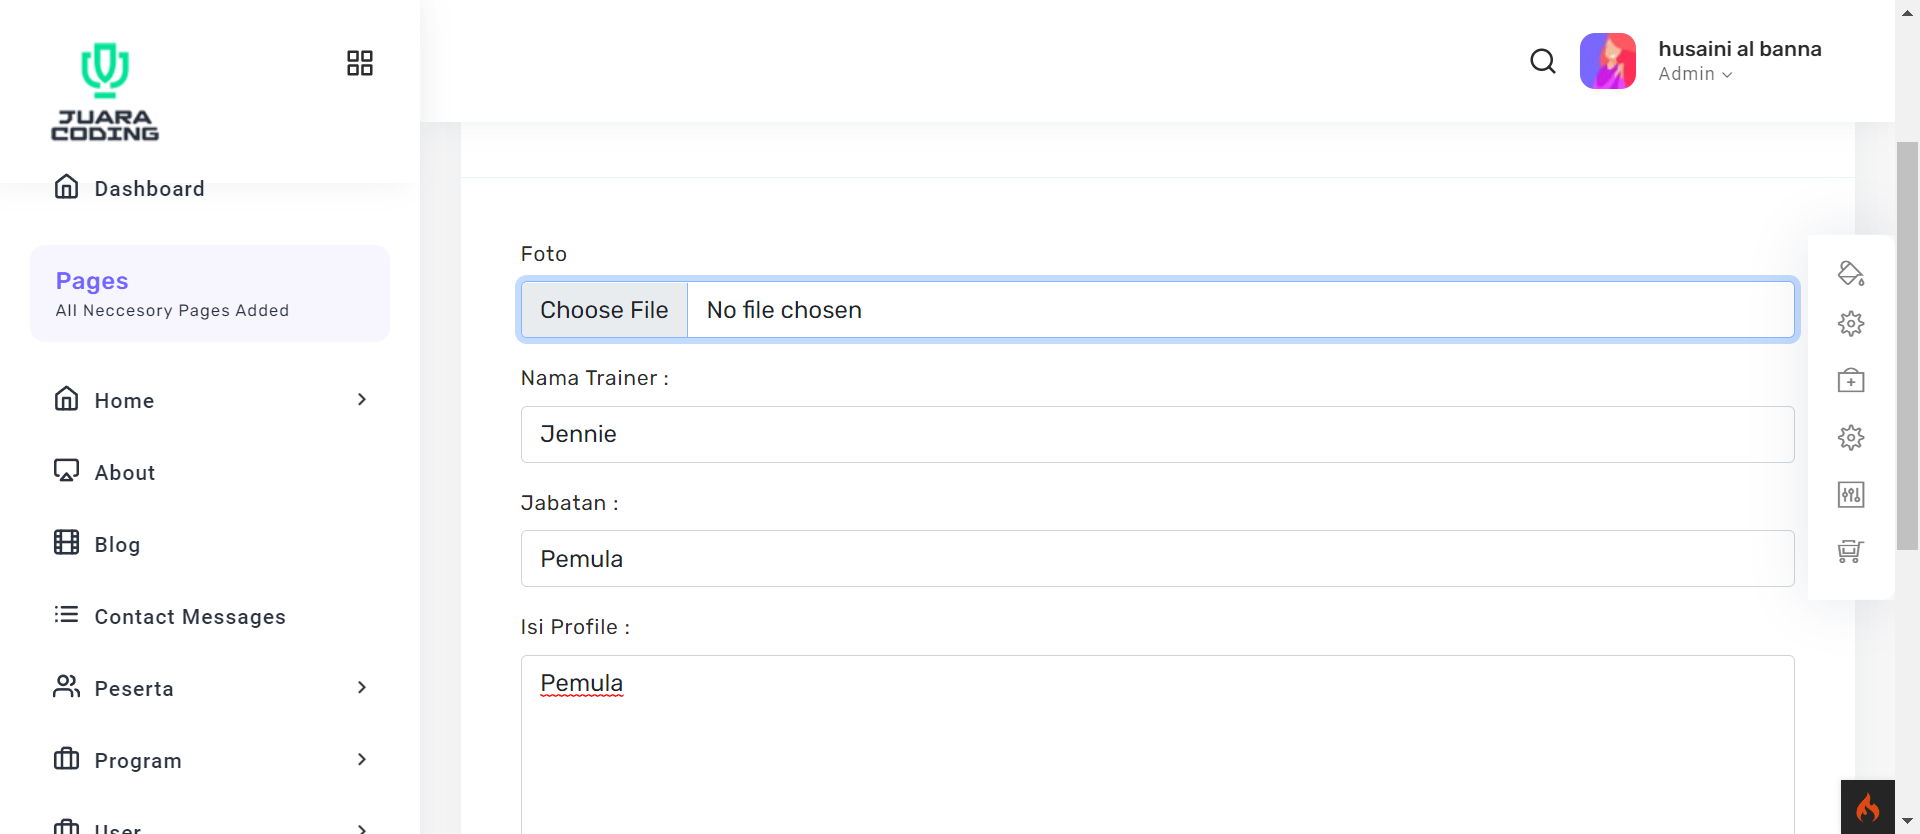 JUARA
CODING
Dashboard
Pages
All Neccesory Pages Added
Home
About
Blog
Contact Messages
Peserta
Program
User
husaini al banna
Admin
Foto
Choose File No file chosen
Nama Trainer :
Jennie
Jabatan :
Pemula
Isi Profile :
Pemula